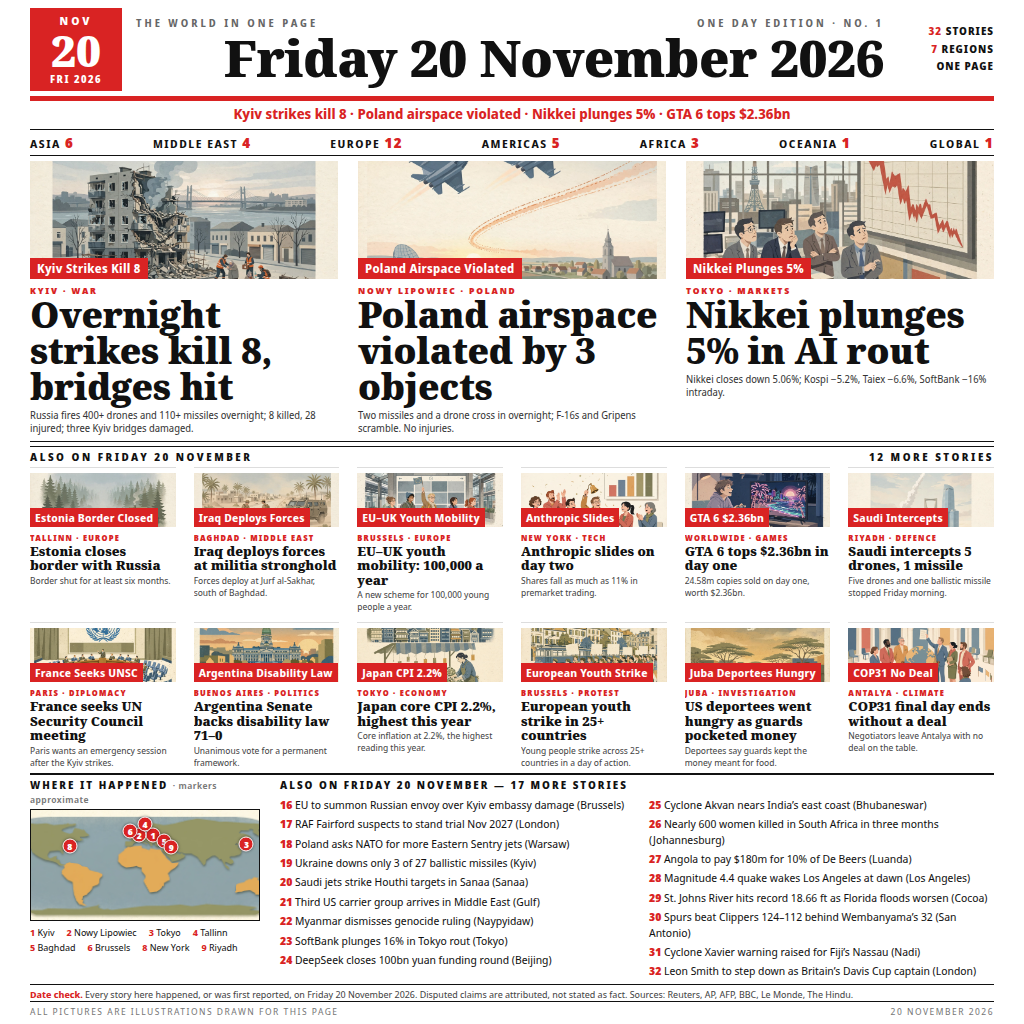 NOV
20
FRI 2026
THE WORLD IN ONE PAGE
ONE DAY EDITION · NO. 1
Friday 20 November 2026
32 STORIES
7 REGIONS
ONE PAGE
Kyiv strikes kill 8 · Poland airspace violated · Nikkei plunges 5% · GTA 6 tops $2.36bn
ASIA 6
MIDDLE EAST 4
EUROPE 12
AMERICAS 5
AFRICA 3
OCEANIA 1
GLOBAL 1
Kyiv Strikes Kill 8
KYIV · WAR
Overnight
strikes kill 8,
bridges hit
Russia fires 400+ drones and 110+ missiles overnight; 8 killed, 28
injured; three Kyiv bridges damaged.
Poland Airspace Violated
NOWY LIPOWIEC · POLAND
Poland airspace
violated by 3
objects
Two missiles and a drone cross in overnight; F-16s and Gripens
scramble. No injuries.
Nikkei Plunges 5%
TOKYO · MARKETS
Nikkei plunges
5% in AI rout
Nikkei closes down 5.06%; Kospi −5.2%, Taiex −6.6%, SoftBank −16%
intraday.
ALSO ON FRIDAY 20 NOVEMBER
12 MORE STORIES
Estonia Border Closed
TALLINN · EUROPE
Estonia closes
border with Russia
Border shut for at least six months.
Iraq Deploys Forces
BAGHDAD · MIDDLE EAST
Iraq deploys forces
at militia stronghold
Forces deploy at Jurf al-Sakhar,
south of Baghdad.
EU–UK Youth Mobility
BRUSSELS · EUROPE
EU–UK youth
mobility: 100,000 a
year
A new scheme for 100,000 young
people a year.
Anthropic Slides
NEW YORK · TECH
Anthropic slides on
day two
Shares fall as much as 11% in
premarket trading.
GTA 6 $2.36bn
WORLDWIDE · GAMES
GTA 6 tops $2.36bn in
day one
24.58m copies sold on day one,
worth $2.36bn.
Saudi Intercepts
RIYADH · DEFENCE
Saudi intercepts 5
drones, 1 missile
Five drones and one ballistic missile
stopped Friday morning.
France Seeks UNSC
PARIS · DIPLOMACY
France seeks UN
Security Council
meeting
Paris wants an emergency session
after the Kyiv strikes.
Argentina Disability Law
BUENOS AIRES · POLITICS
Argentina Senate
backs disability law
71–0
Unanimous vote for a permanent
framework.
Japan CPI 2.2%
TOKYO · ECONOMY
Japan core CPI 2.2%,
highest this year
Core inflation at 2.2%, the highest
reading this year.
European Youth Strike
BRUSSELS · PROTEST
European youth
strike in 25+
countries
Young people strike across 25+
countries in a day of action.
Juba Deportees Hungry
JUBA · INVESTIGATION
US deportees went
hungry as guards
pocketed money
Deportees say guards kept the
money meant for food.
COP31 No Deal
ANTALYA · CLIMATE
COP31 final day ends
without a deal
Negotiators leave Antalya with no
deal on the table.
WHERE IT HAPPENED · markers
approximate
4
6
2
1
5
9
8
3
1 Kyiv 2 Nowy Lipowiec 3 Tokyo 4 Tallinn
5 Baghdad 6 Brussels 8 New York 9 Riyadh
ALSO ON FRIDAY 20 NOVEMBER — 17 MORE STORIES
16 EU to summon Russian envoy over Kyiv embassy damage (Brussels)
17 RAF Fairford suspects to stand trial Nov 2027 (London)
18 Poland asks NATO for more Eastern Sentry jets (Warsaw)
19 Ukraine downs only 3 of 27 ballistic missiles (Kyiv)
20 Saudi jets strike Houthi targets in Sanaa (Sanaa)
21 Third US carrier group arrives in Middle East (Gulf)
22 Myanmar dismisses genocide ruling (Naypyidaw)
23 SoftBank plunges 16% in Tokyo rout (Tokyo)
24 DeepSeek closes 100bn yuan funding round (Beijing)
25 Cyclone Akvan nears India’s east coast (Bhubaneswar)
26 Nearly 600 women killed in South Africa in three months
(Johannesburg)
27 Angola to pay $180m for 10% of De Beers (Luanda)
28 Magnitude 4.4 quake wakes Los Angeles at dawn (Los Angeles)
29 St. Johns River hits record 18.66 ft as Florida floods worsen (Cocoa)
30 Spurs beat Clippers 124–112 behind Wembanyama’s 32 (San
Antonio)
31 Cyclone Xavier warning raised for Fiji’s Nassau (Nadi)
32 Leon Smith to step down as Britain’s Davis Cup captain (London)
Date check. Every story here happened, or was first reported, on Friday 20 November 2026. Disputed claims are attributed, not stated as fact. Sources: Reuters, AP, AFP, BBC, Le Monde, The Hindu.
ALL PICTURES ARE ILLUSTRATIONS DRAWN FOR THIS PAGE
20 NOVEMBER 2026